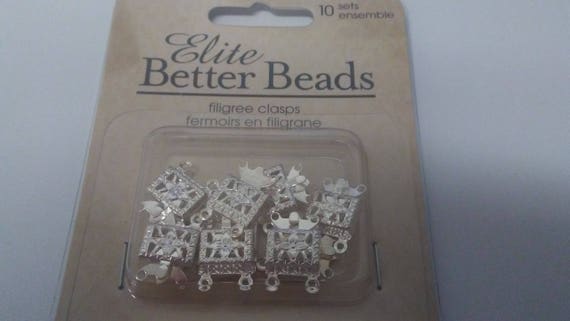 10 sets
ensemble
Elite
Better Beads
filigree clasps
fermoirs en filigrane